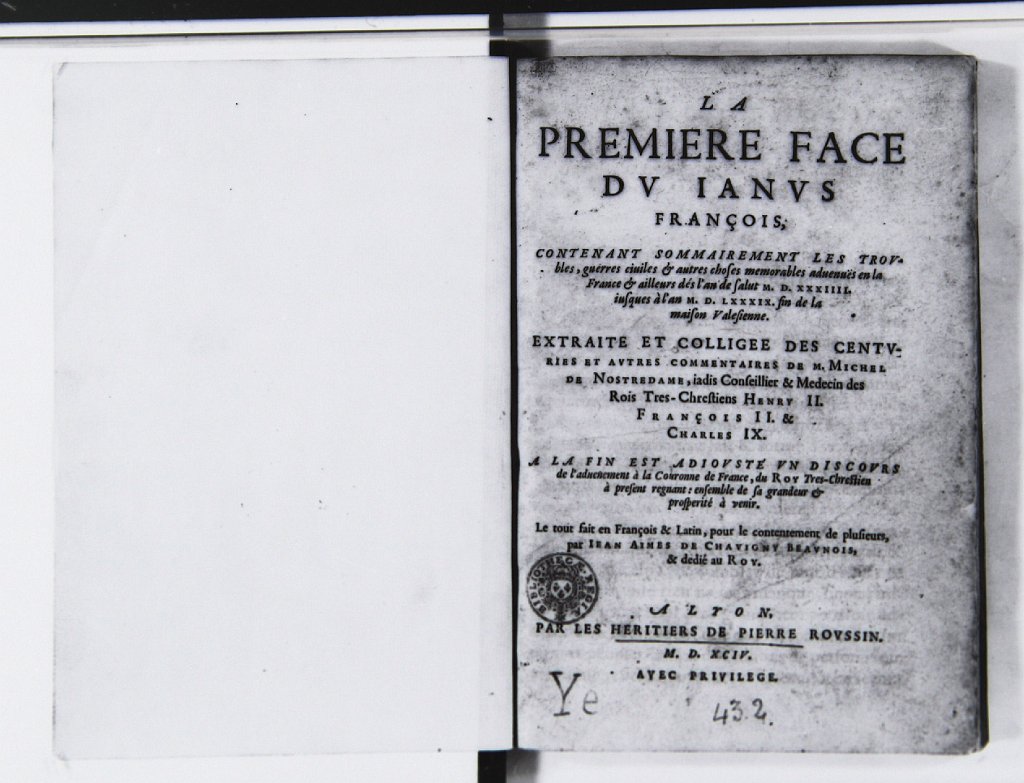 L A
PREMIERE FACE
DV IANVS
FRANÇOIS,
CONTENANT SOMMAIREMENT LES TROV-
bles, guerres ciuiles & autres choſes memorables aduenuës en la
France & ailleurs dés l'an de ſalut M. D. XXXIIII.
iuſques à l'an M. D. LXXXIX. fin de la
maiſon Valeſienne.
EXTRAITE ET COLLIGEE DES CENTV-
RIES ET AVTRES COMMENTAIRES DE M. MICHEL
DE NOSTREDAME, iadis Conſeillier & Medecin des
Rois Tres-Chreſtiens HENRY II.
FRANÇOIS II. &
CHARLES IX.
A LA FIN EST ADIOVSTE VN DISCOVRS
de l'aduenement à la Couronne de France, du ROY Tres-Chreſtien
à preſent regnant: enſemble de ſa grandeur &
proſperité à venir.
Le tout fait en François & Latin, pour le contentement de pluſieurs,
par IEAN AIMES DE CHAVIGNY BEAVNOIS,
& dedié au ROY.
BIBLIOTHECÆ REGIÆ
A LYON,
PAR LES HERITIERS DE PIERRE ROVSSIN.
M. D. XCIV.
AVEC PRIVILEGE.
Ye
432.